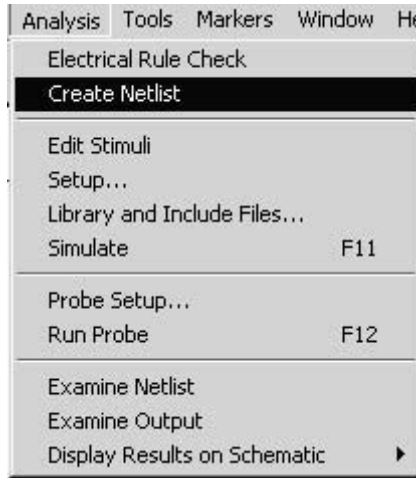 Analysis Tools Markers Window
Electrical Rule Check
Create Netlist
Edit Stimuli
Setup...
Library and Include Files...
Simulate F11
Probe Setup...
Run Probe F12
Examine Netlist
Examine Output
Display Results on Schematic